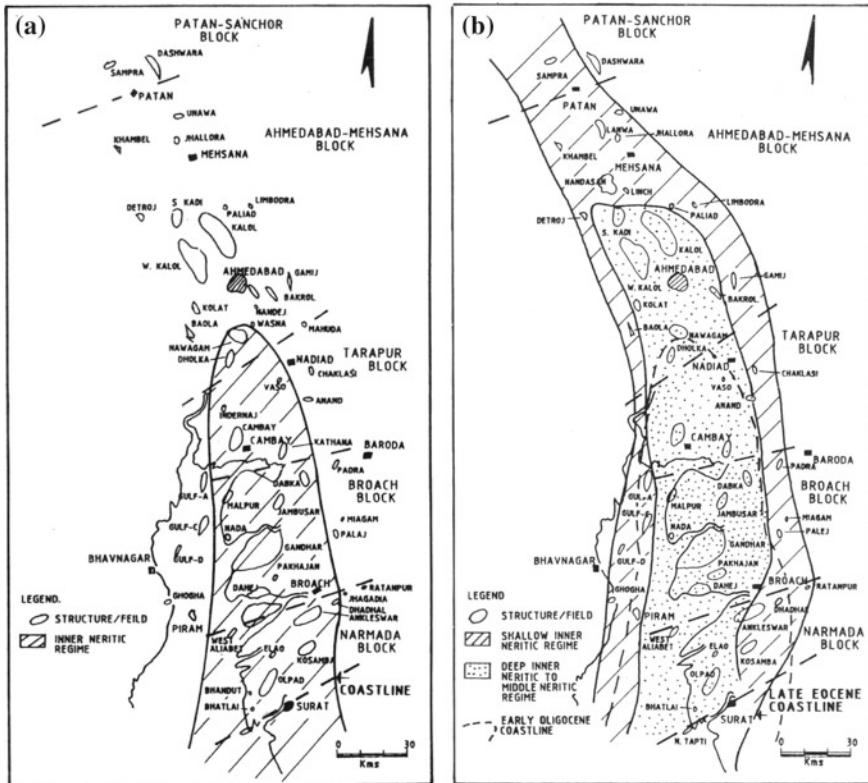 (a)
PATAN-SANCHOR
BLOCK
DASHWARA
SAMPRA
PATAN
UNAWA
KHAMBEL
JHALLORA
AHMEDABAD-MEHSANA
BLOCK
MEHSANA
S. KADI
LIMBODRA
DETROJ
PALIAD
KALOL
W. KALOL
AHMEDABAD
GAMIJ
BAKROL
KOLAT
NANDEJ
BAOLA
WASNA
MAHUDA
NAWAGAM
DHOLKA
TARAPUR
BLOCK
NADIAD
VASO
CHAKLASI
ANAND
INDERNAJ
CAMBAY
CAMBAY
KATHANA
BARODA
PADRA
DABKA
BROACH
BLOCK
GULF-A
MALPUR
JAMBUSAR
GULF-C
NADA
MIAGAM
PALAJ
GANDHAR
GULF-D
BHAVNAGAR
PAKHAJAN
BROACH
RATANPUR
DAHEJ
JHAGADIA
GHOGHA
DHADHAL
ANKLESWAR
PIRAM
NARMADA
BLOCK
WEST
ALIABET
ELAO
KOSAMBA
OLPAD
COASTLINE
BHANDUT
BHATLAI
SURAT
LEGEND.
STRUCTURE/FEILD
INNER NERITIC
REGIME
0 30
Kms
(b)
PATAN-SANCHOR
BLOCK
DASHWARA
SAMPRA
PATAN
UNAWA
LANWA
JHALLORA
AHMEDABAD-MEHSANA
BLOCK
KHAMBEL
MEHSANA
NANDASAN
LINCH
LIMBODRA
DETROJ
PALIAD
S. KADI
KALOL
AHMEDABAD
W. KALOL
GAMIJ
BAKROL
KOLAT
BAOLA
NAWAGAM
TARAPUR
BLOCK
DHOLKA
NADIAD
VASO
CHAKLASI
ANAND
CAMBAY
BARODA
PADRA
DABKA
BROACH
BLOCK
GULF-A
MALPUR
JAMBUSAR
NADA
MIAGAM
PALEJ
GANDHAR
GULF-D
BHAVNAGAR
PAKHAJAN
DAHEJ
BROACH
RATANPUR
GHOGHA
DHADHAL
ANKLESWAR
PIRAM
NARMADA
BLOCK
WEST
ALIABET
ELAO
KOSAMBA
OLPAD
LATE EOCENE
COASTLINE
BHATLAI
SURAT
N. TAPTI
LEGEND
STRUCTURE/FIELD
SHALLOW INNER
NERITIC REGIME
DEEP INNER
NERITIC TO
MIDDLE NERITIC
REGIME
EARLY OLIGOCENE
COASTLINE
0 30
Kms